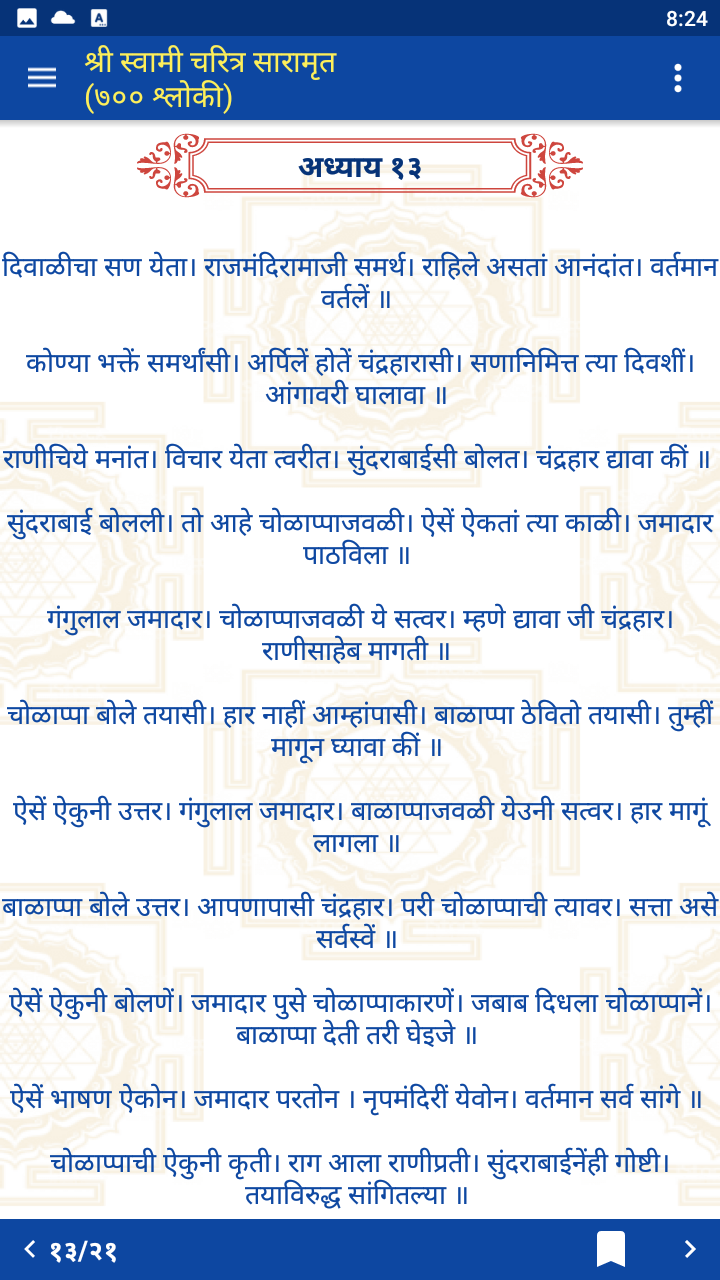 8:24
श्री स्वामी चरित्र सारामृत
(७०० श्लोकी)
अध्याय १३
दिवाळीचा सण येता। राजमंदिरामाजी समर्थ। राहिले असतां आनंदांत। वर्तमान
वर्तलें ॥
कोण्या भक्तें समर्थांसी। अर्पिलें होतें चंद्रहारासी। सणानिमित्त त्या दिवशीं।
आंगावरी घालावा ॥
राणीचिये मनांत। विचार येता त्वरीत। सुंदराबाईसी बोलत। चंद्रहार द्यावा कीं ॥
सुंदराबाई बोलली। तो आहे चोळाप्पाजवळी। ऐसें ऐकतां त्या काळी। जमादार
पाठविला ॥
गंगुलाल जमादार। चोळाप्पाजवळी ये सत्वर। म्हणे द्यावा जी चंद्रहार।
राणीसाहेब मागती ॥
चोळाप्पा बोले तयासी। हार नाहीं आम्हांपासी। बाळाप्पा ठेवितो तयासी। तुम्हीं
मागून घ्यावा कीं ॥
ऐसें ऐकुनी उत्तर। गंगुलाल जमादार। बाळाप्पाजवळी येउनी सत्वर। हार मागूं
लागला ॥
बाळाप्पा बोले उत्तर। आपणापासी चंद्रहार। परी चोळाप्पाची त्यावर। सत्ता असे
सर्वस्वें ॥
ऐसें ऐकुनी बोलणें। जमादार पुसे चोळाप्पाकारणें। जबाब दिधला चोळाप्पानें।
बाळाप्पा देती तरी घेइजे ॥
ऐसें भाषण ऐकोन। जमादार परतोन । नृपमंदिरीं येवोन। वर्तमान सर्व सांगे ॥
चोळाप्पाची ऐकुनी कृती। राग आला राणीप्रती। सुंदराबाईनेंही गोष्टी।
तयाविरुद्ध सांगितल्या ॥
१३/२१